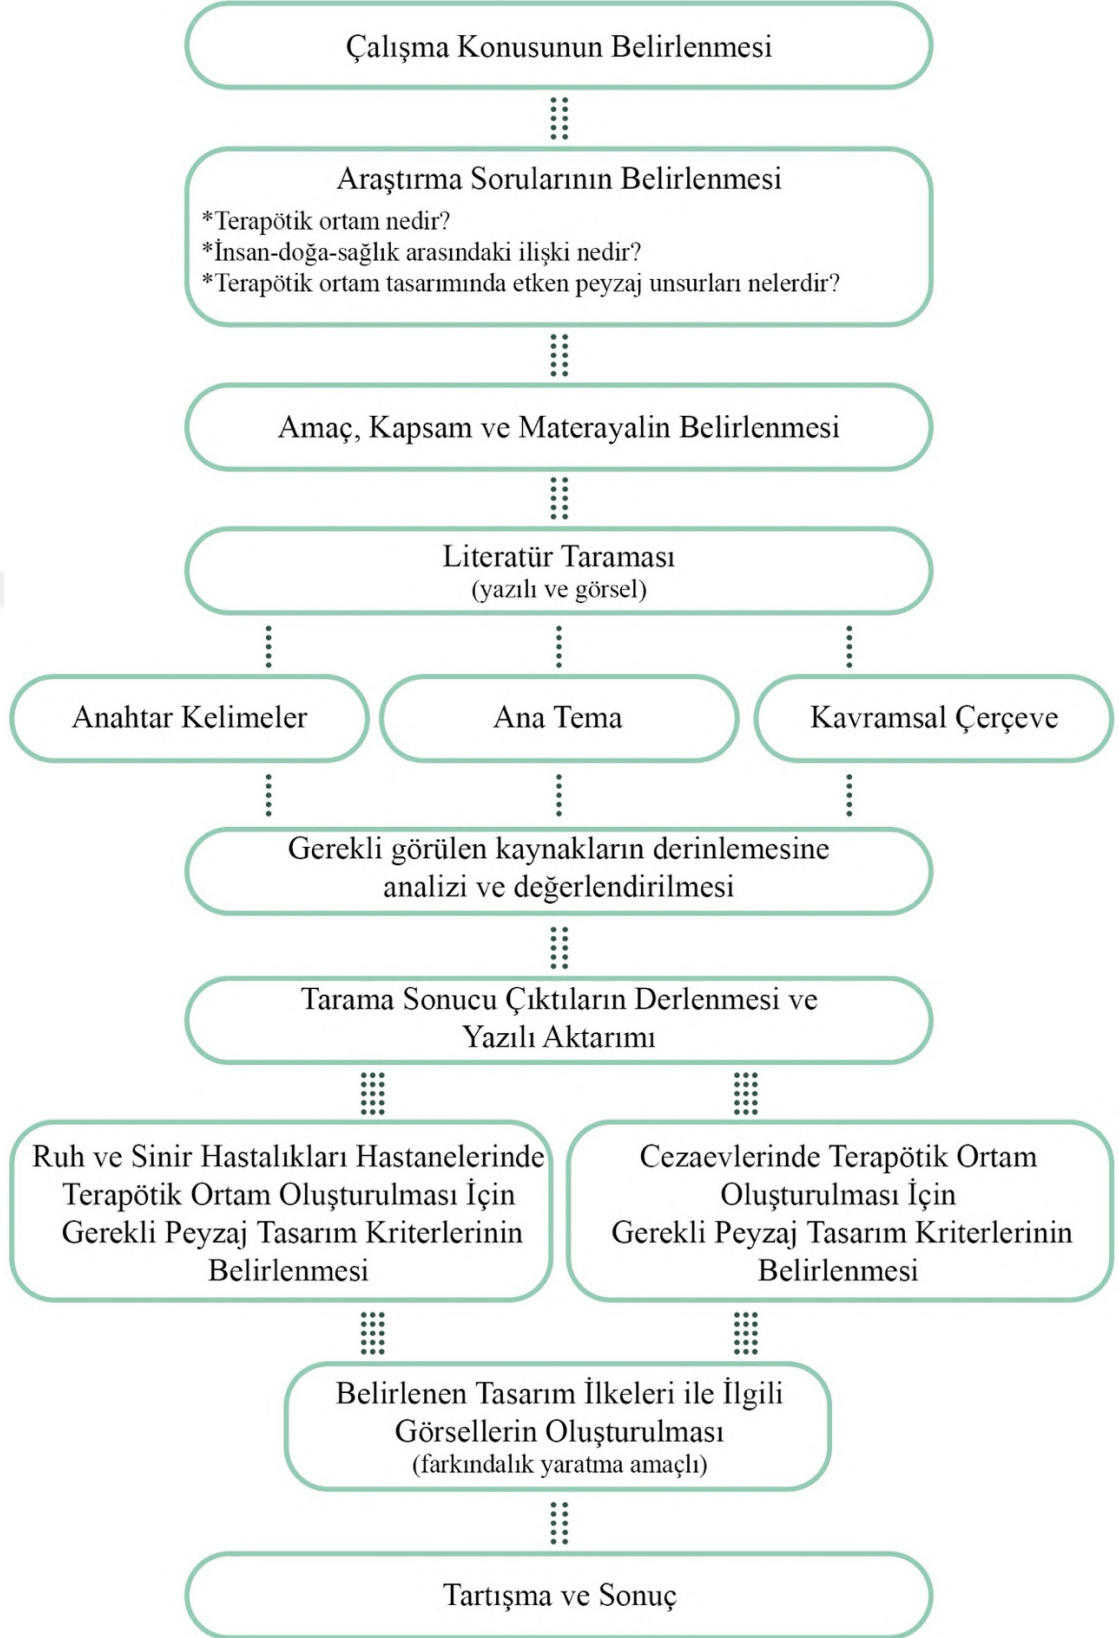 Çalışma Konusunun Belirlenmesi
Araştırma Sorularının Belirlenmesi
*Terapötik ortam nedir?
*İnsan-doğa-sağlık arasındaki ilişki nedir?
*Terapötik ortam tasarımında etken peyzaj unsurları nelerdir?
Amaç, Kapsam ve Materayalin Belirlenmesi
Literatür Taraması
(yazılı ve görsel)
Anahtar Kelimeler
Ana Tema
Kavramsal Çerçeve
Gerekli görülen kaynakların derinlemesine
analizi ve değerlendirilmesi
Tarama Sonucu Çıktıların Derlenmesi ve
Yazılı Aktarımı
Ruh ve Sinir Hastalıkları Hastanelerinde
Terapötik Ortam Oluşturulması İçin
Gerekli Peyzaj Tasarım Kriterlerinin
Belirlenmesi
Cezaevlerinde Terapötik Ortam
Oluşturulması İçin
Gerekli Peyzaj Tasarım Kriterlerinin
Belirlenmesi
Belirlenen Tasarım İlkeleri ile İlgili
Görsellerin Oluşturulması
(farkındalık yaratma amaçlı)
Tartışma ve Sonuç